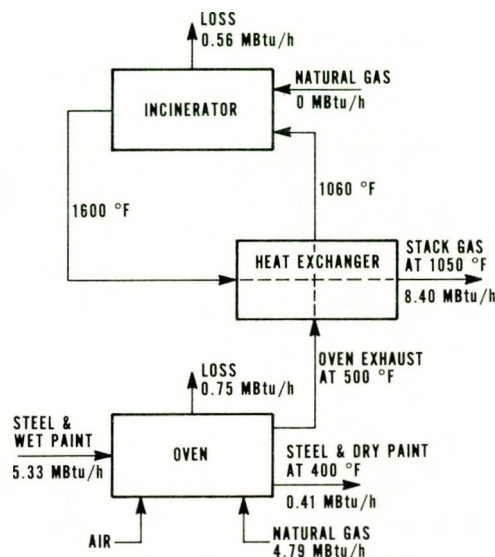 LOSS
0.56 MBtu/h
NATURAL GAS
0 MBtu/h
INCINERATOR
1600 °F
1060 °F
HEAT EXCHANGER
STACK GAS
AT 1050 °F
8.40 MBtu/h
OVEN EXHAUST
AT 500 °F
LOSS
0.75 MBtu/h
STEEL &
WET PAINT
5.33 MBtu/h
OVEN
STEEL & DRY PAINT
AT 400 °F
0.41 MBtu/h
AIR
NATURAL GAS
4.79 MBtu/h